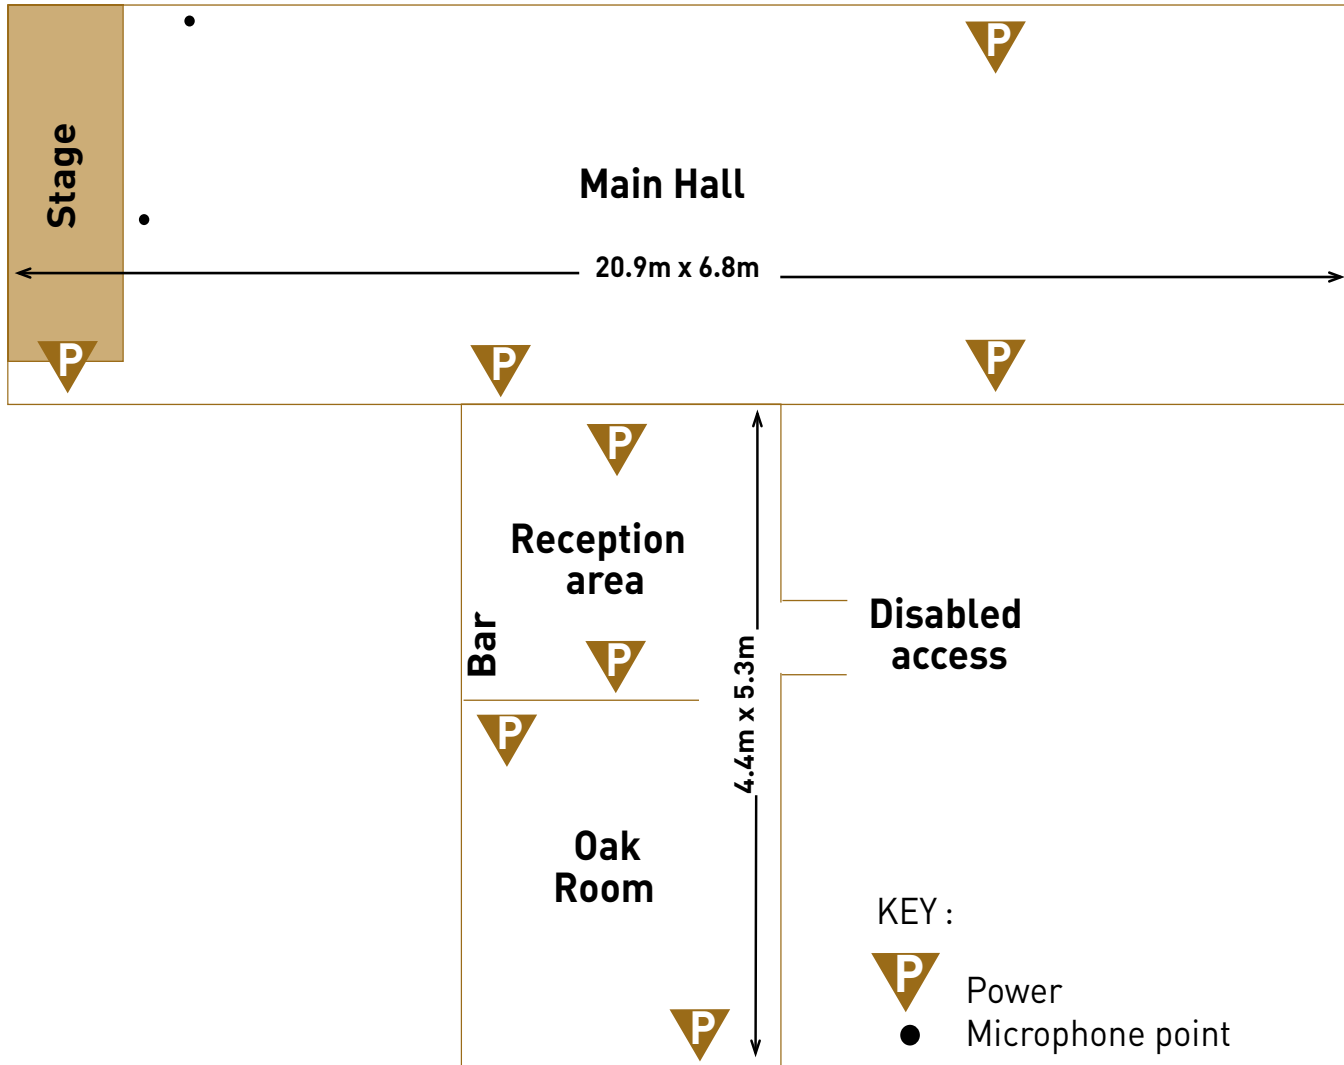 P
Stage
Main Hall
20.9m x 6.8m
P
P
P
P
Reception
area
Disabled
access
Bar
P
4.4m x 5.3m
P
Oak
Room
KEY :
P
Power
P
Microphone point